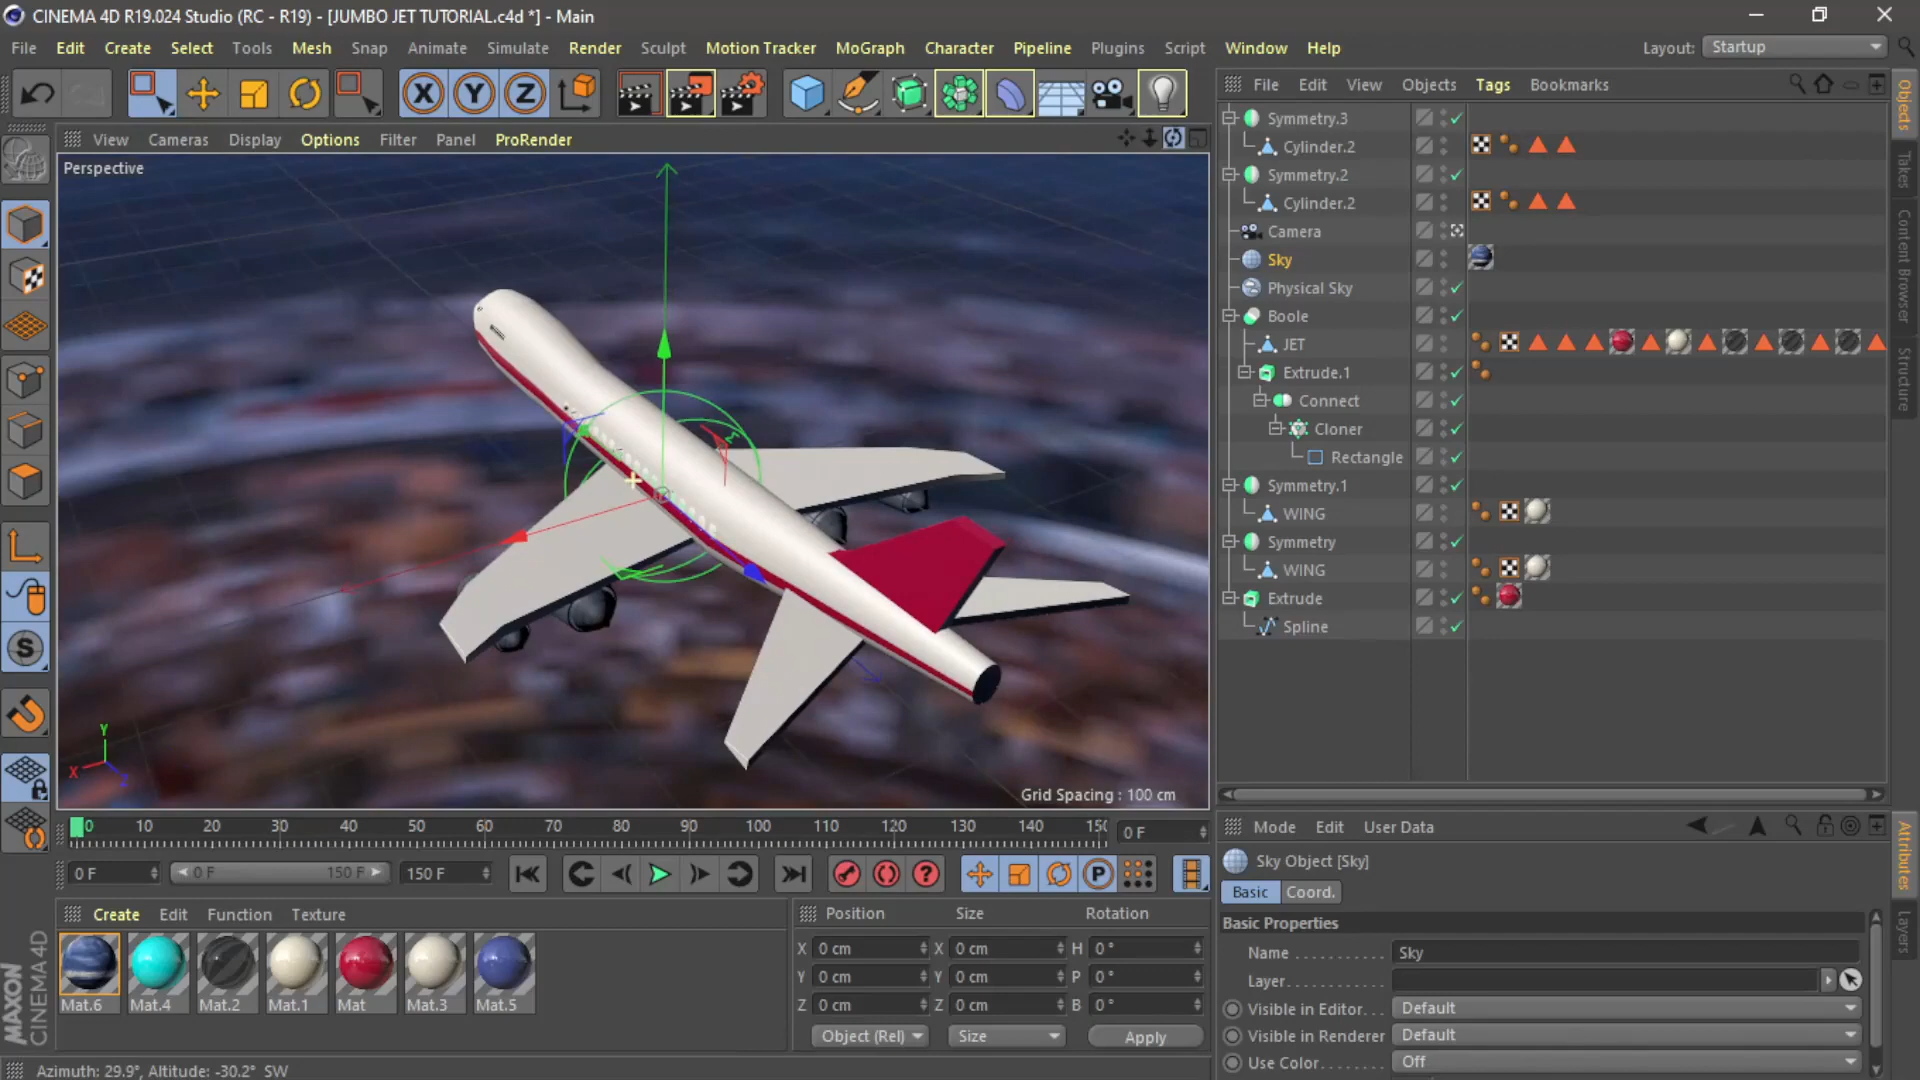 CINEMA 4D R19.024 Studio (RC - R19) - [JUMBO JET TUTORIAL.c4d *] - Main
File Edit Create Select Tools Mesh Snap Animate Simulate Render Sculpt Motion Tracker MoGraph Character Pipeline Plugins Script Window Help Layout: Startup
X Y Z
File Edit View Objects Tags Bookmarks
View Cameras Display Options Filter Panel ProRender
Perspective
Symmetry.3
Cylinder.2
Symmetry.2
Cylinder.2
Camera
Sky
Physical Sky
Boole
JET
Extrude.1
Connect
Cloner
Rectangle
Symmetry.1
WING
Symmetry
WING
Extrude
Spline
Objects
Takes
Content Browser
Structure
S
Y
X
Grid Spacing : 100 cm
0 10 20 30 40 50 60 70 80 90 100 110 120 130 140 150
0 F
0 F 0 F 150 F 150 F
P
Create Edit Function Texture
Mat.6 Mat.4 Mat.2 Mat.1 Mat Mat.3 Mat.5
MAXON
CINEMA 4D
Position Size Rotation
X 0 cm X 0 cm H 0 °
Y 0 cm Y 0 cm P 0 °
Z 0 cm Z 0 cm B 0 °
Object (Rel) Size Apply
Mode Edit User Data
Sky Object [Sky]
Basic Coord.
Basic Properties
Name Sky
Layer
Visible in Editor Default
Visible in Renderer Default
Use Color Off
Attributes
Layers
Azimuth: 29.9°, Altitude: -30.2° SW